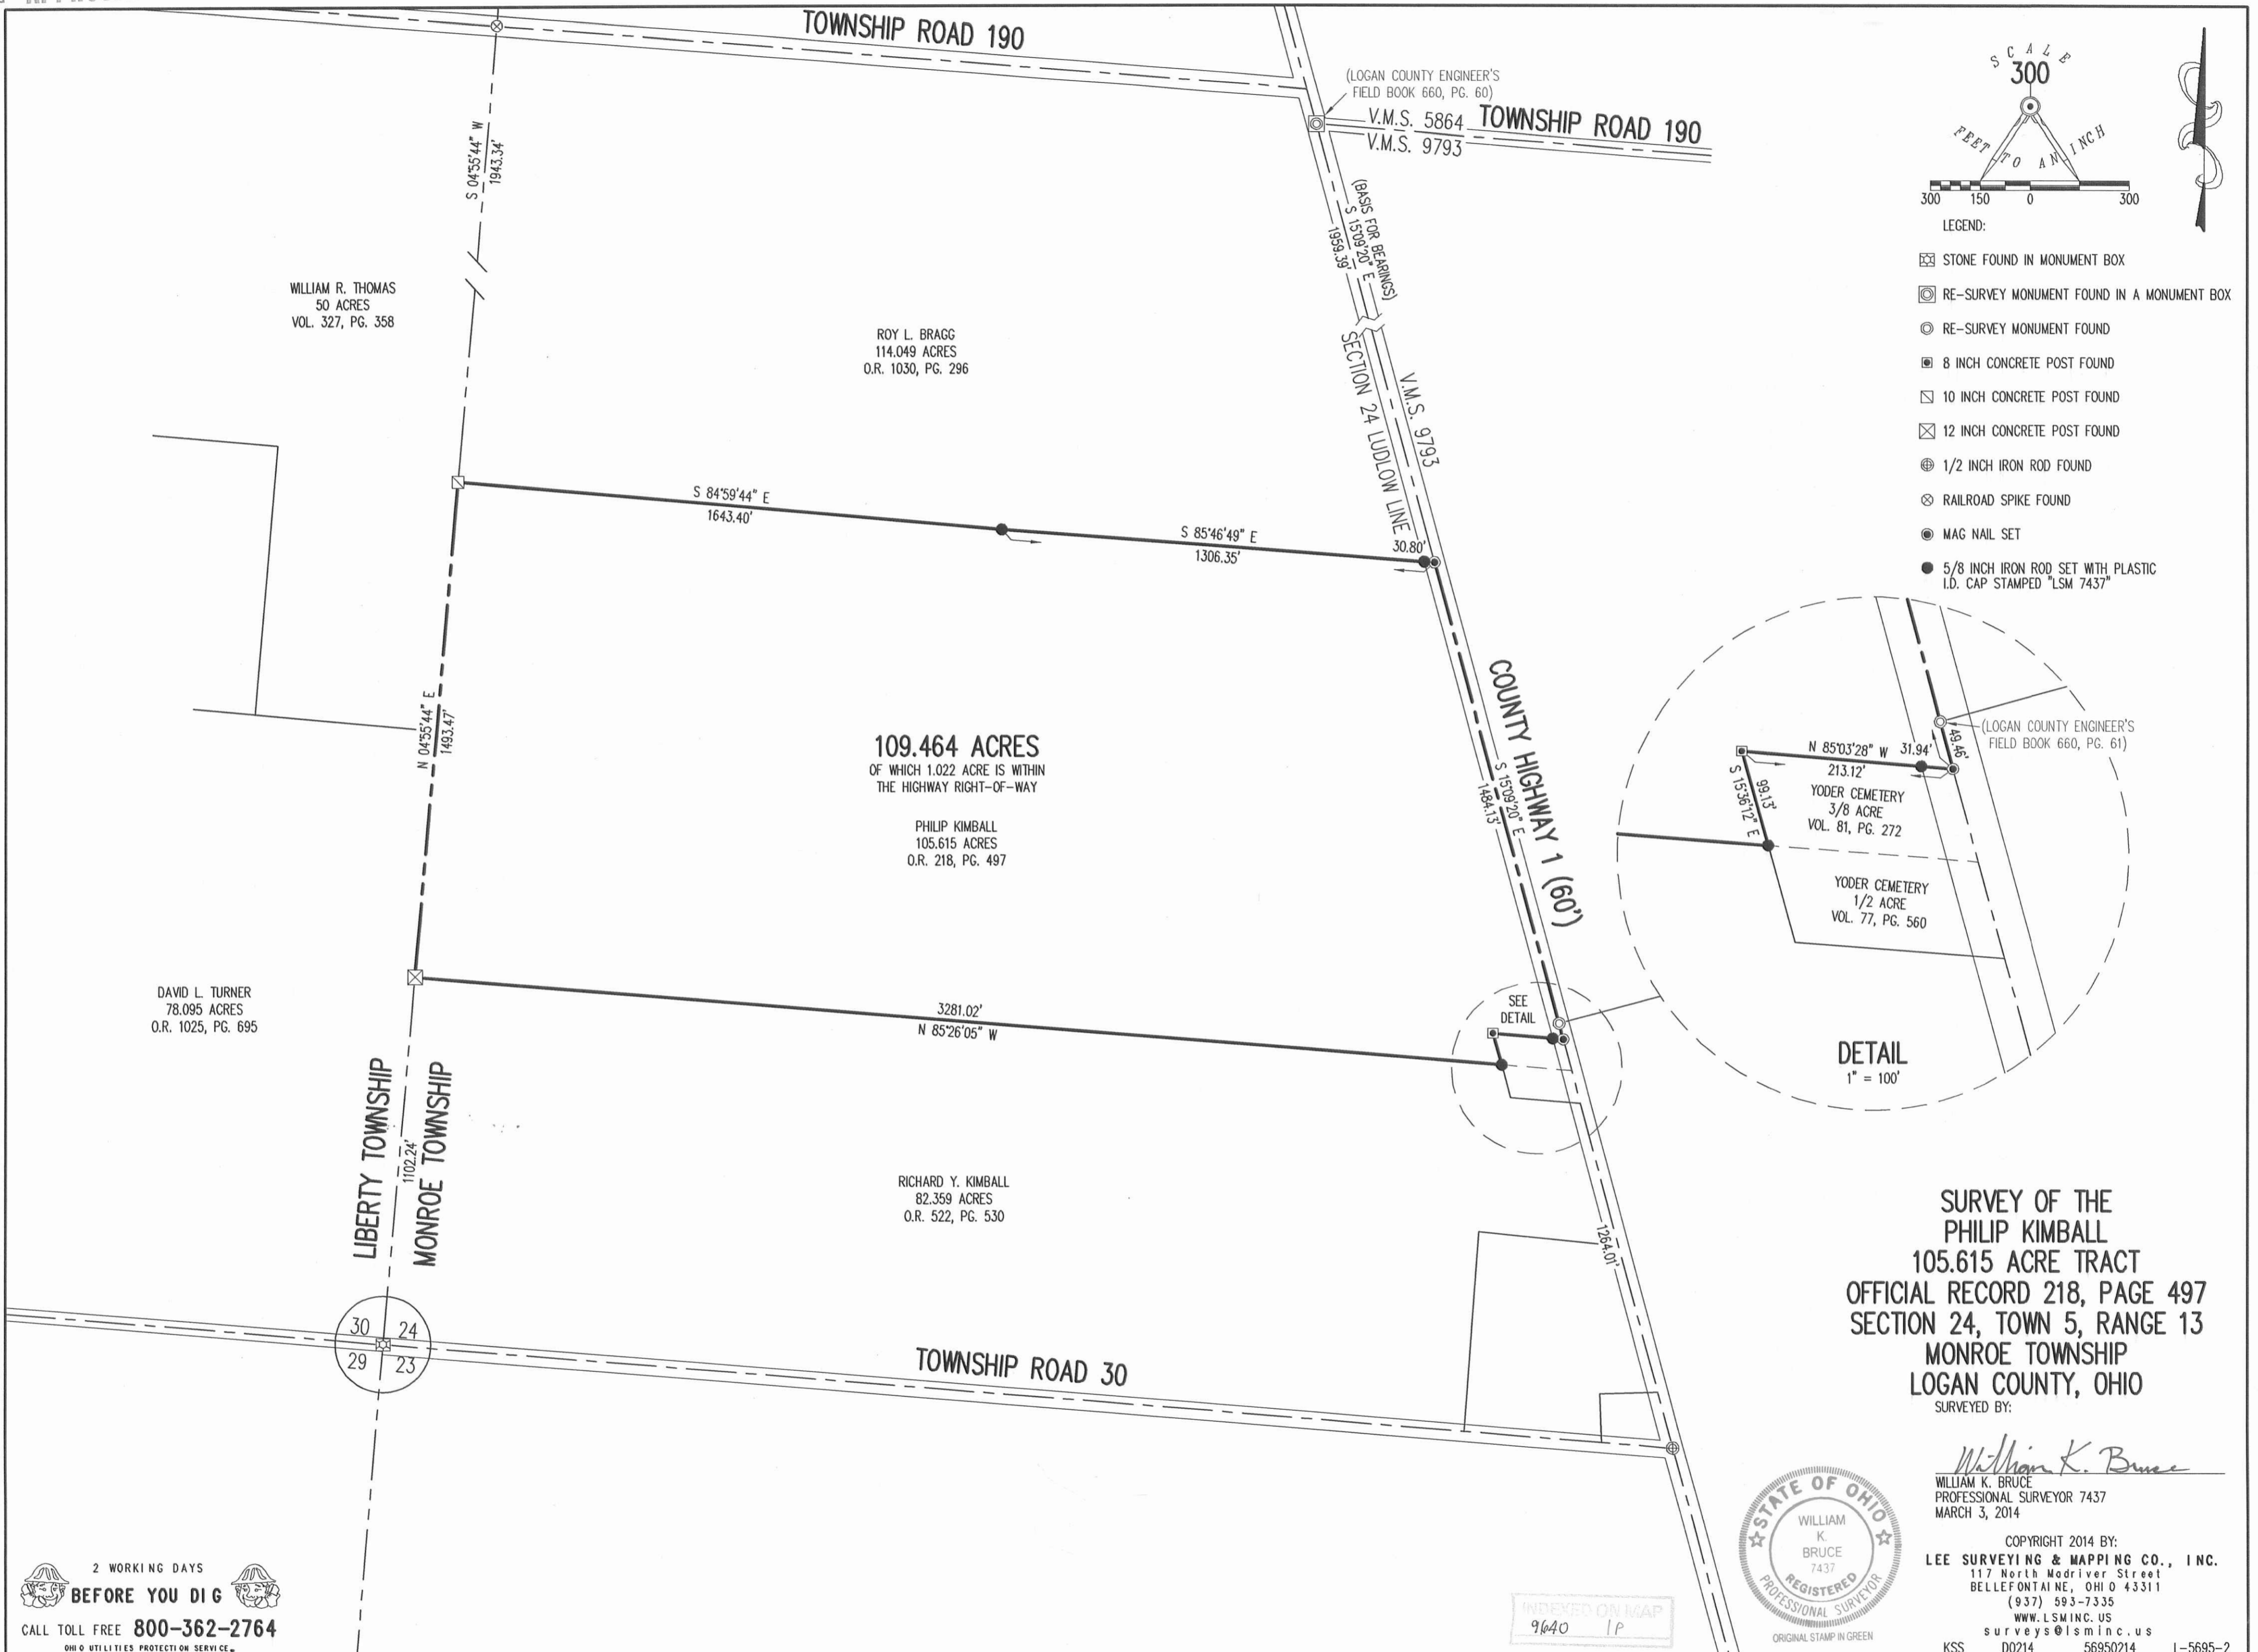 TOWNSHIP ROAD 190
(LOGAN COUNTY ENGINEER'S
FIELD BOOK 660, PG. 60)
V.M.S. 5864
V.M.S. 9793
TOWNSHIP ROAD 190
S 04°55'44" W
1943.34'
(BASIS FOR BEARINGS)
S 15°09'20" E
1959.39'
SECTION 24 LUDLOW LINE
V.M.S. 9793
WILLIAM R. THOMAS
50 ACRES
VOL. 327, PG. 358
ROY L. BRAGG
114.049 ACRES
O.R. 1030, PG. 296
S 84°59'44" E
1643.40'
S 85°46'49" E
1306.35'
30.80'
N 04°55'44" E
1493.47'
109.464 ACRES
OF WHICH 1.022 ACRE IS WITHIN
THE HIGHWAY RIGHT-OF-WAY
PHILIP KIMBALL
105.615 ACRES
O.R. 218, PG. 497
COUNTY HIGHWAY 1 (60')
S 15°09'20" E
1484.13'
DAVID L. TURNER
78.095 ACRES
O.R. 1025, PG. 695
3281.02'
N 85°26'05" W
SEE
DETAIL
LIBERTY TOWNSHIP
1102.24'
MONROE TOWNSHIP
RICHARD Y. KIMBALL
82.359 ACRES
O.R. 522, PG. 530
1264.01'
30 24
29 23
TOWNSHIP ROAD 30
SCALE
300
FEET TO AN INCH
300 150 0 300
LEGEND:
STONE FOUND IN MONUMENT BOX
RE-SURVEY MONUMENT FOUND IN A MONUMENT BOX
RE-SURVEY MONUMENT FOUND
8 INCH CONCRETE POST FOUND
10 INCH CONCRETE POST FOUND
12 INCH CONCRETE POST FOUND
1/2 INCH IRON ROD FOUND
RAILROAD SPIKE FOUND
MAG NAIL SET
5/8 INCH IRON ROD SET WITH PLASTIC
I.D. CAP STAMPED "LSM 7437"
(LOGAN COUNTY ENGINEER'S
FIELD BOOK 660, PG. 61)
49.46'
N 85°03'28" W 31.94'
213.12'
S 15°36'12" E
99.13'
YODER CEMETERY
3/8 ACRE
VOL. 81, PG. 272
YODER CEMETERY
1/2 ACRE
VOL. 77, PG. 560
DETAIL
1" = 100'
SURVEY OF THE
PHILIP KIMBALL
105.615 ACRE TRACT
OFFICIAL RECORD 218, PAGE 497
SECTION 24, TOWN 5, RANGE 13
MONROE TOWNSHIP
LOGAN COUNTY, OHIO
SURVEYED BY:
William K. Bruce
WILLIAM K. BRUCE
PROFESSIONAL SURVEYOR 7437
MARCH 3, 2014
STATE OF OHIO
WILLIAM
K.
BRUCE
7437
REGISTERED
PROFESSIONAL SURVEYOR
ORIGINAL STAMP IN GREEN
COPYRIGHT 2014 BY:
LEE SURVEYING & MAPPING CO., INC.
117 North Madriver Street
BELLEFONTAINE, OHIO 43311
(937) 593-7335
WWW.LSMINC.US
surveys@lsminc.us
KSS D0214 56950214 L-5695-2
INDEXED ON MAP
9640 1P
2 WORKING DAYS
BEFORE YOU DIG
CALL TOLL FREE 800-362-2764
OHIO UTILITIES PROTECTION SERVICE